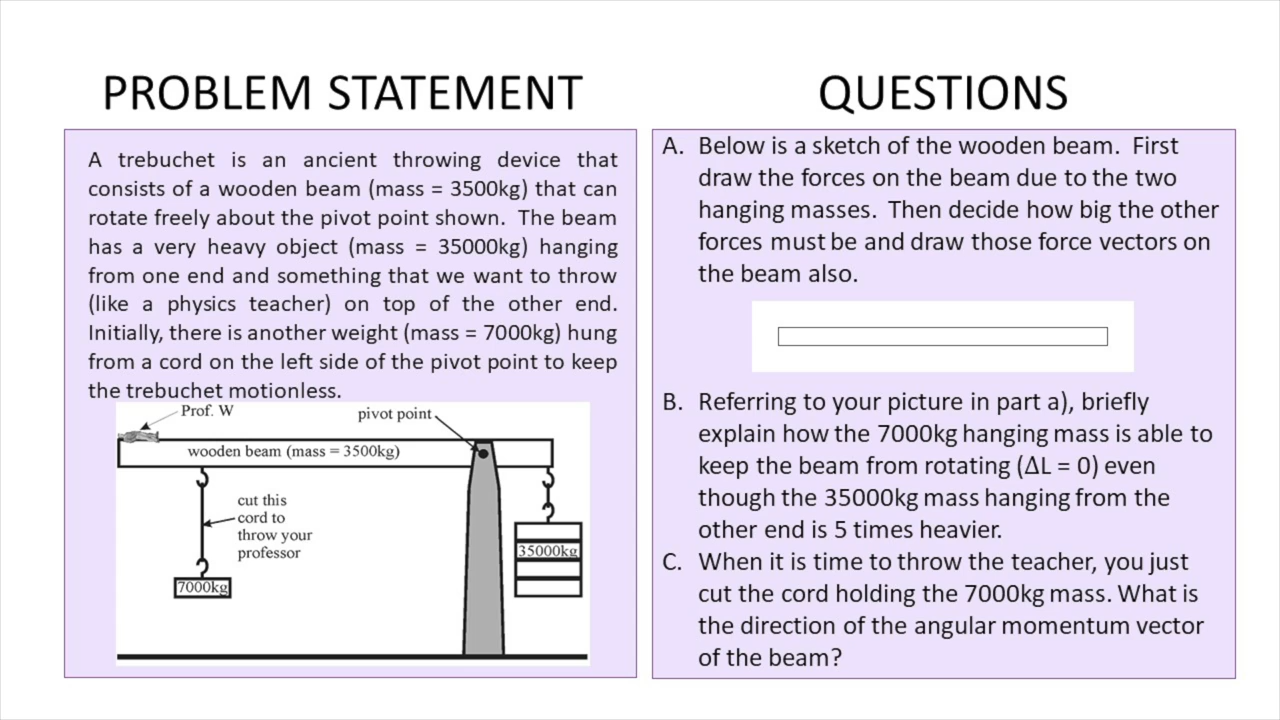 PROBLEM STATEMENT
A trebuchet is an ancient throwing device that
consists of a wooden beam (mass = 3500kg) that can
rotate freely about the pivot point shown. The beam
has a very heavy object (mass = 35000kg) hanging
from one end and something that we want to throw
(like a physics teacher) on top of the other end.
Initially, there is another weight (mass = 7000kg) hung
from a cord on the left side of the pivot point to keep
the trebuchet motionless.
Prof. W
pivot point
wooden beam (mass = 3500kg)
cut this
cord to
throw your
professor
35000kg
7000kg
QUESTIONS
A. Below is a sketch of the wooden beam. First
draw the forces on the beam due to the two
hanging masses. Then decide how big the other
forces must be and draw those force vectors on
the beam also.
B. Referring to your picture in part a), briefly
explain how the 7000kg hanging mass is able to
keep the beam from rotating (ΔL = 0) even
though the 35000kg mass hanging from the
other end is 5 times heavier.
C. When it is time to throw the teacher, you just
cut the cord holding the 7000kg mass. What is
the direction of the angular momentum vector
of the beam?